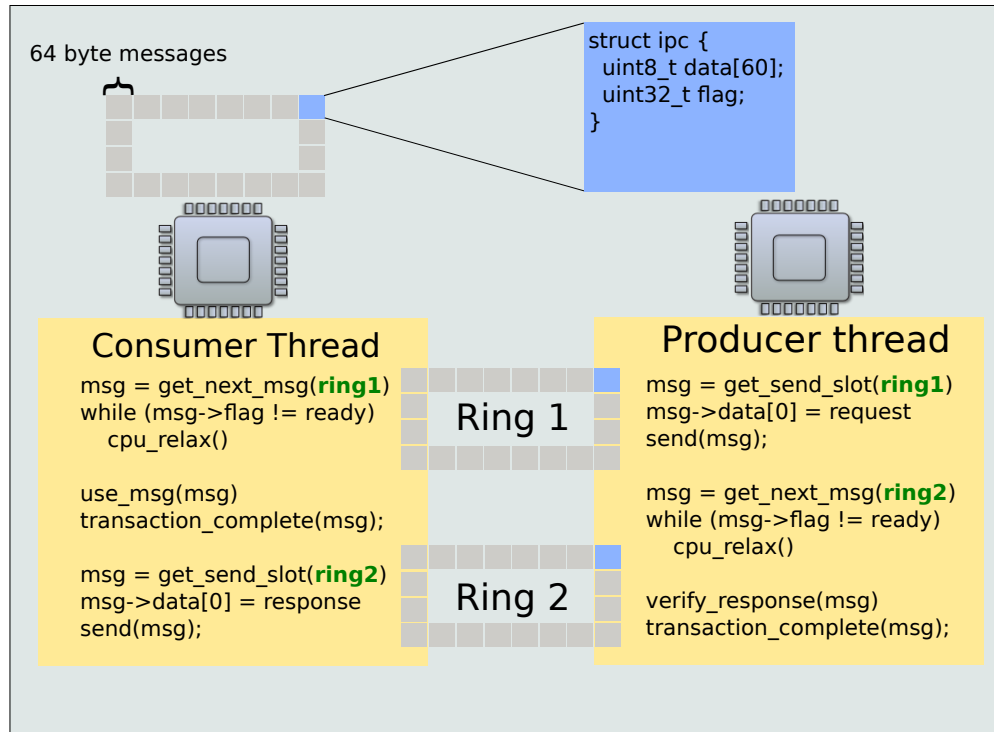 64 byte messages
struct ipc {
  uint8_t data[60];
  uint32_t flag;
}
Consumer Thread
msg = get_next_msg(ring1)
while (msg->flag != ready)
    cpu_relax()
use_msg(msg)
transaction_complete(msg);
msg = get_send_slot(ring2)
msg->data[0] = response
send(msg);
Ring 1
Ring 2
Producer thread
msg = get_send_slot(ring1)
msg->data[0] = request
send(msg);
msg = get_next_msg(ring2)
while (msg->flag != ready)
    cpu_relax()
verify_response(msg)
transaction_complete(msg);